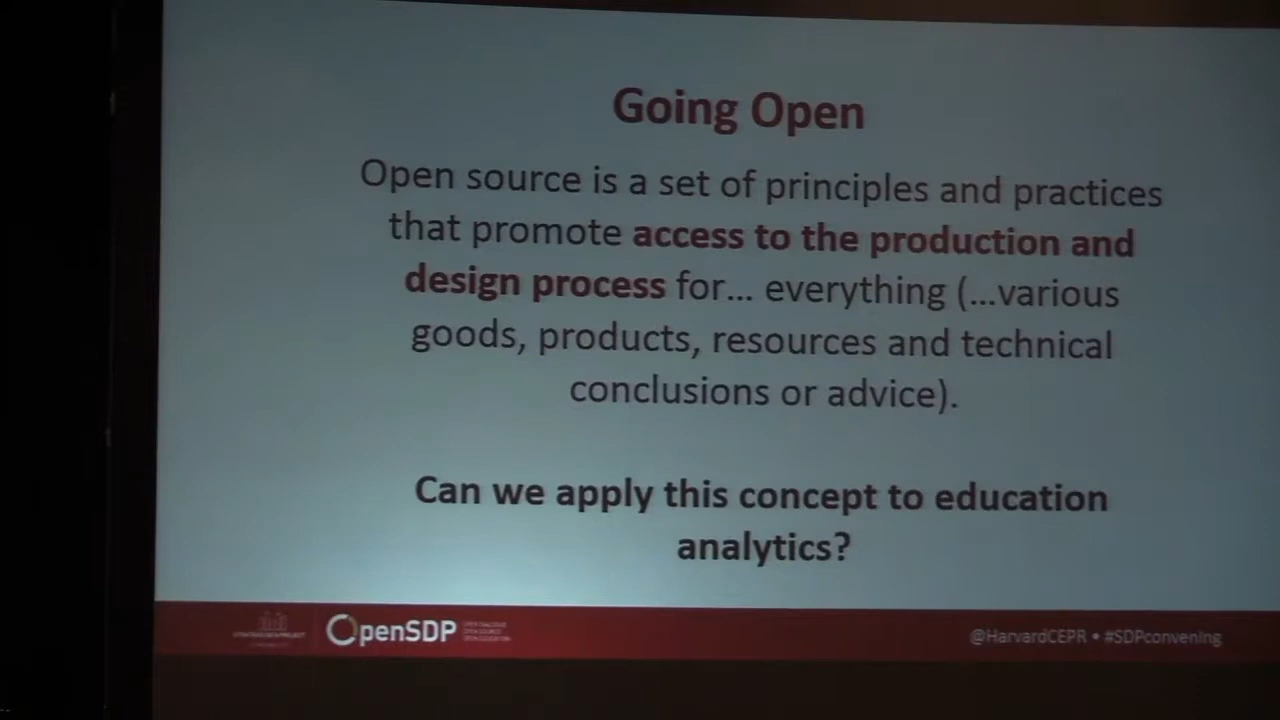 Going Open
Open source is a set of principles and practices
that promote access to the production and
design process for... everything (...various
goods, products, resources and technical
conclusions or advice).
Can we apply this concept to education
analytics?
OpenSDP
@HarvardCEPR • #SDPconvening